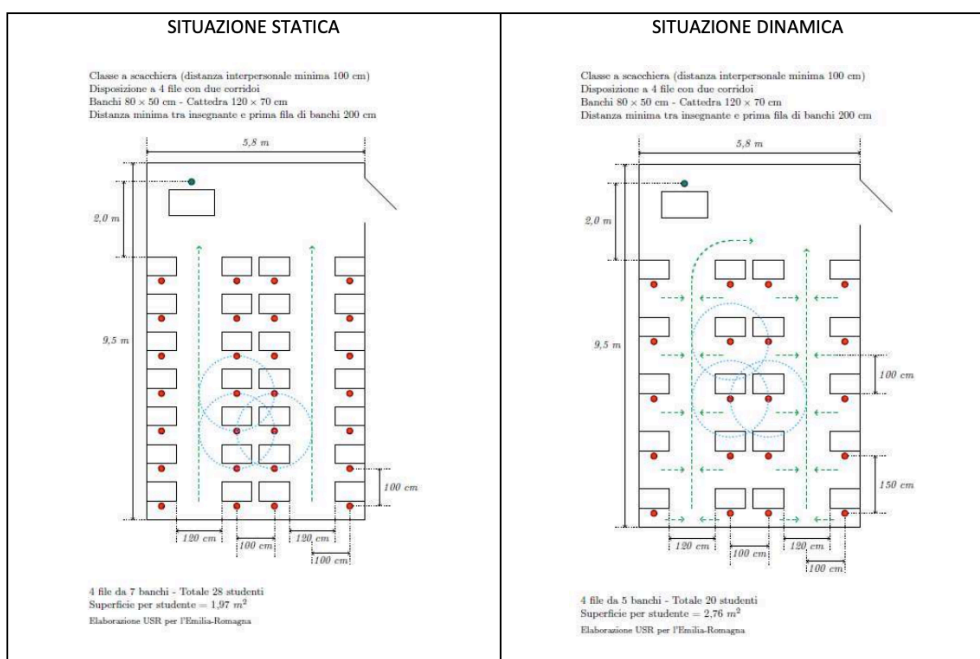 SITUAZIONE STATICA
Classe a scacchiera (distanza interpersonale minima 100 cm)
Disposizione a 4 file con due corridoi
Banchi 80 × 50 cm - Cattedra 120 × 70 cm
Distanza minima tra insegnante e prima fila di banchi 200 cm
5,8 m
2,0 m
9,5 m
100 cm
120 cm
100 cm
120 cm
100 cm
4 file da 7 banchi - Totale 28 studenti
Superficie per studente = 1,97 m²
Elaborazione USR per l'Emilia-Romagna
SITUAZIONE DINAMICA
Classe a scacchiera (distanza interpersonale minima 100 cm)
Disposizione a 4 file con due corridoi
Banchi 80 × 50 cm - Cattedra 120 × 70 cm
Distanza minima tra insegnante e prima fila di banchi 200 cm
5,8 m
2,0 m
9,5 m
100 cm
150 cm
120 cm
100 cm
120 cm
100 cm
4 file da 5 banchi - Totale 20 studenti
Superficie per studente = 2,76 m²
Elaborazione USR per l'Emilia-Romagna